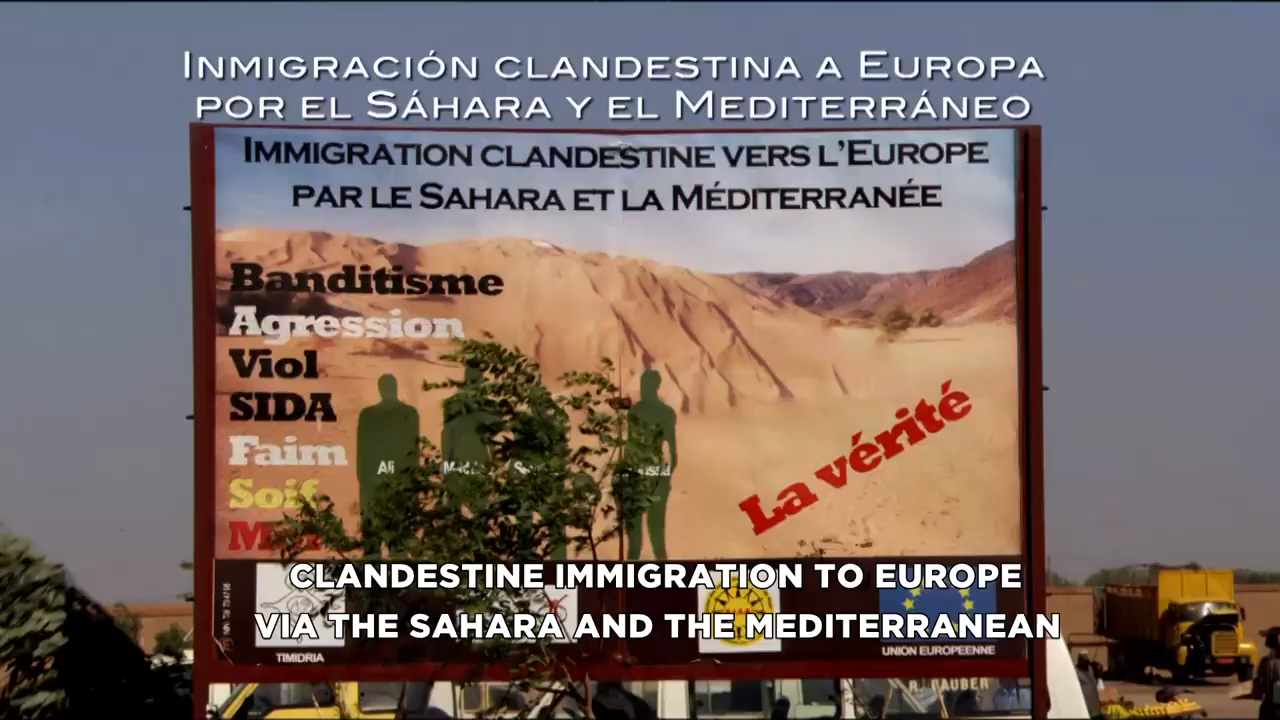 INMIGRACIÓN CLANDESTINA A EUROPA
POR EL SÁHARA Y EL MEDITERRÁNEO
IMMIGRATION CLANDESTINE VERS L'EUROPE
PAR LE SAHARA ET LA MÉDITERRANÉE
Banditisme
Agression
Viol
SIDA
Faim
Soif
Ali
La vérité
CLANDESTINE IMMIGRATION TO EUROPE
VIA THE SAHARA AND THE MEDITERRANEAN
TIMIDRIA
UNION EUROPEENNE